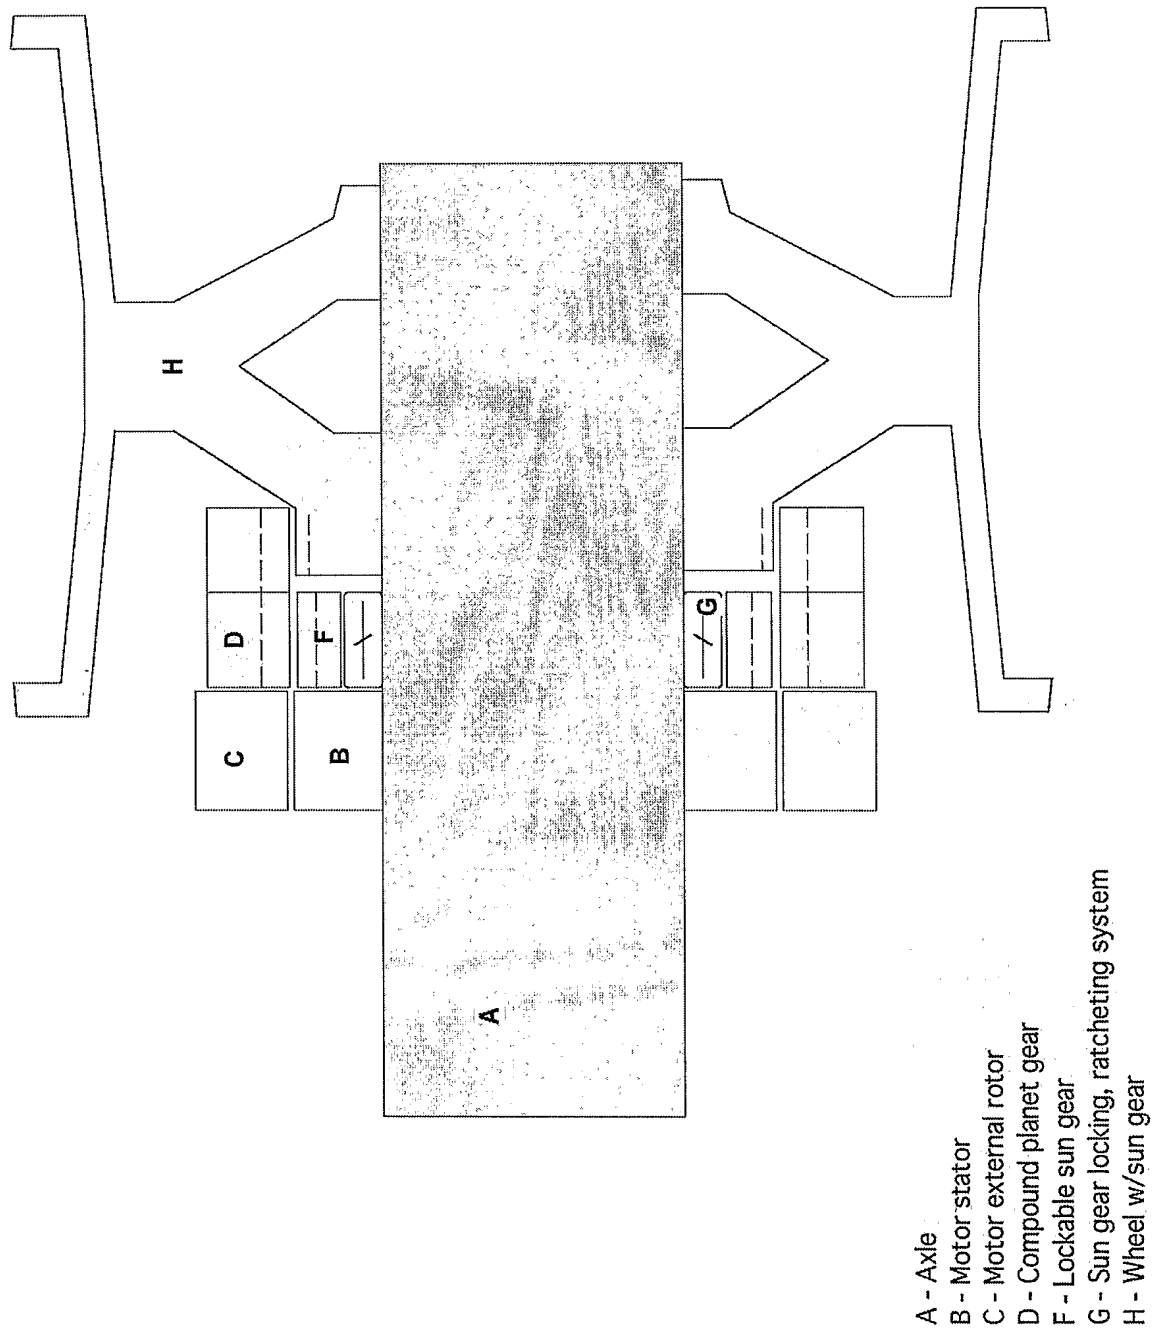 H
D
F
G
C
B
A
A - Axle
B - Motor stator
C - Motor external rotor
D - Compound planet gear
F - Lockable sun gear
G - Sun gear locking, ratcheting system
H - Wheel w/sun gear